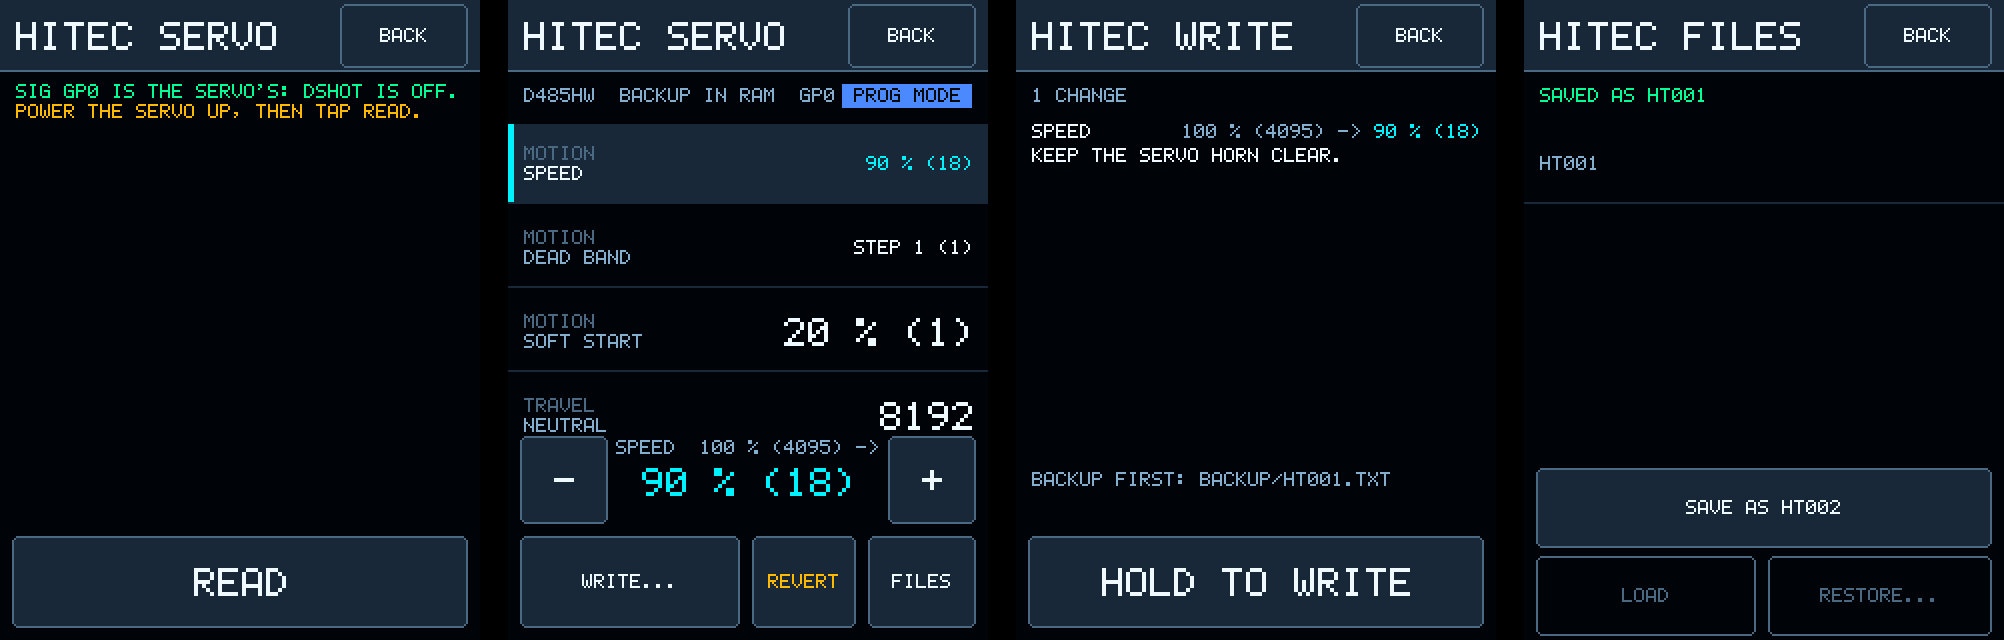 HITEC SERVO
BACK
SIG GP0 IS THE SERVO'S: DSHOT IS OFF.
POWER THE SERVO UP, THEN TAP READ.
READ
HITEC SERVO
BACK
D485HW BACKUP IN RAM GP0 PROG MODE
MOTION
SPEED
90 % (18)
MOTION
DEAD BAND
STEP 1 (1)
MOTION
SOFT START
20 % (1)
TRAVEL
NEUTRAL
8192
-
SPEED 100 % (4095) ->
90 % (18)
+
WRITE...
REVERT
FILES
HITEC WRITE
BACK
1 CHANGE
SPEED 100 % (4095) -> 90 % (18)
KEEP THE SERVO HORN CLEAR.
BACKUP FIRST: BACKUP/HT001.TXT
HOLD TO WRITE
HITEC FILES
BACK
SAVED AS HT001
HT001
SAVE AS HT002
LOAD
RESTORE...